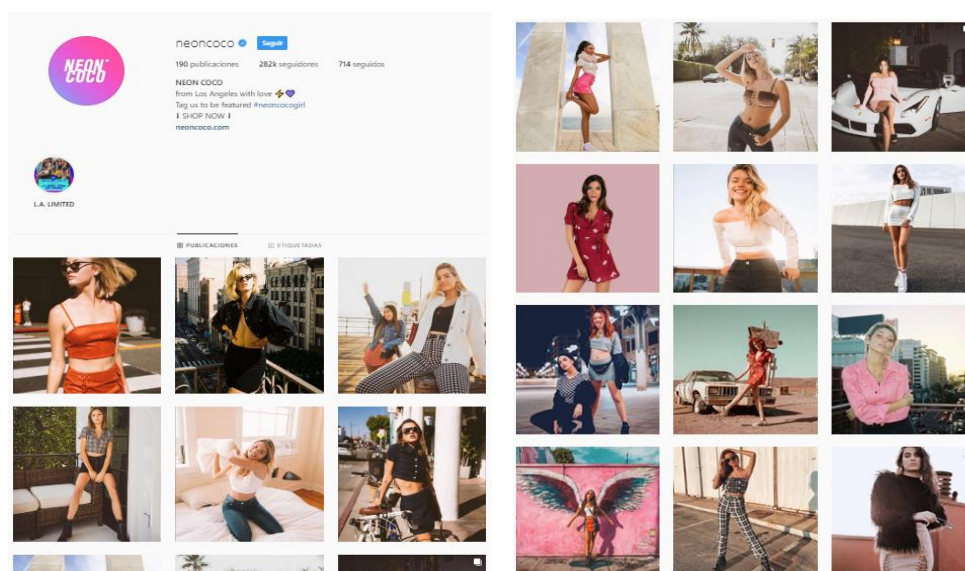 NEON
COCO
neoncoco Seguir
190 publicaciones 282k seguidores 714 seguidos
NEON COCO
from Los Angeles with love
Tag us to be featured #neoncocogirl
SHOP NOW
neoncoco.com
L.A. LIMITED
PUBLICACIONES ETIQUETADAS